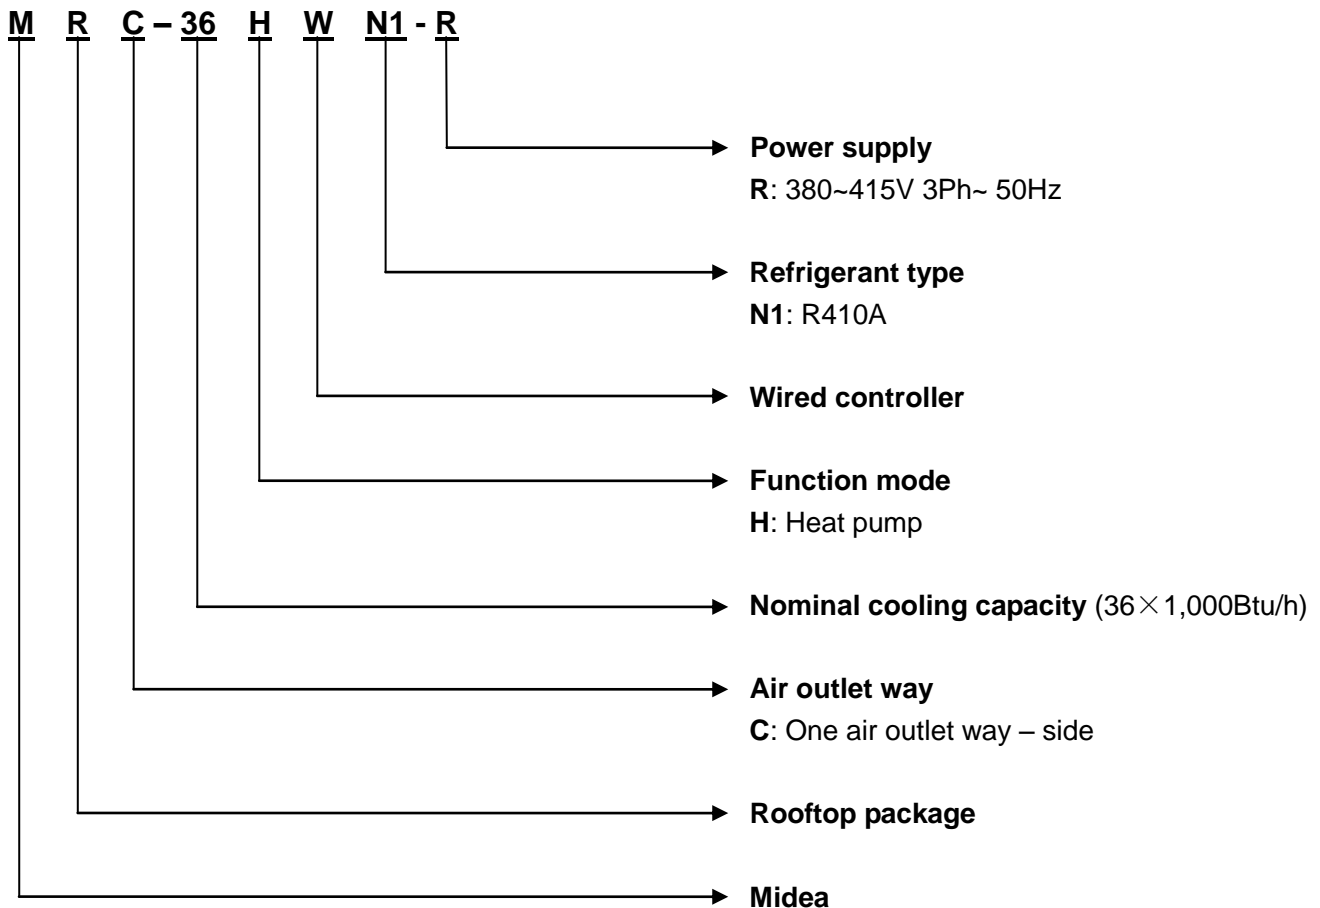 M R C – 36 H W N1 - R
Power supply
R: 380~415V 3Ph~ 50Hz
Refrigerant type
N1: R410A
Wired controller
Function mode
H: Heat pump
Nominal cooling capacity (36×1,000Btu/h)
Air outlet way
C: One air outlet way – side
Rooftop package
Midea